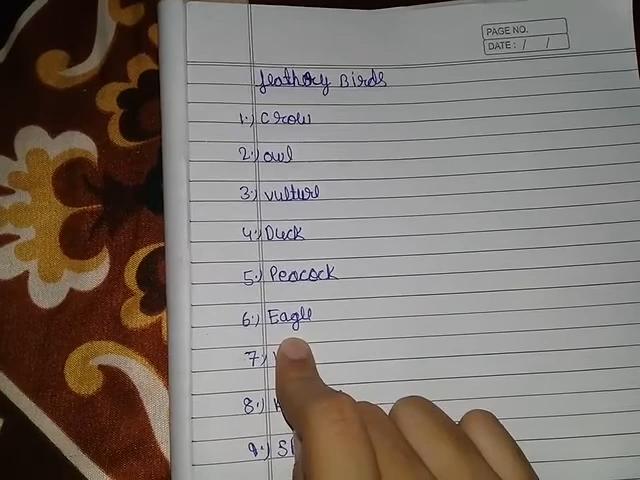 PAGE NO.
DATE: / /
feathery Birds
1.) Crow
2.) owl
3.) vulture
4.) Duck
5.) Peacock
6.) Eagle
7.)
8.)
9.)